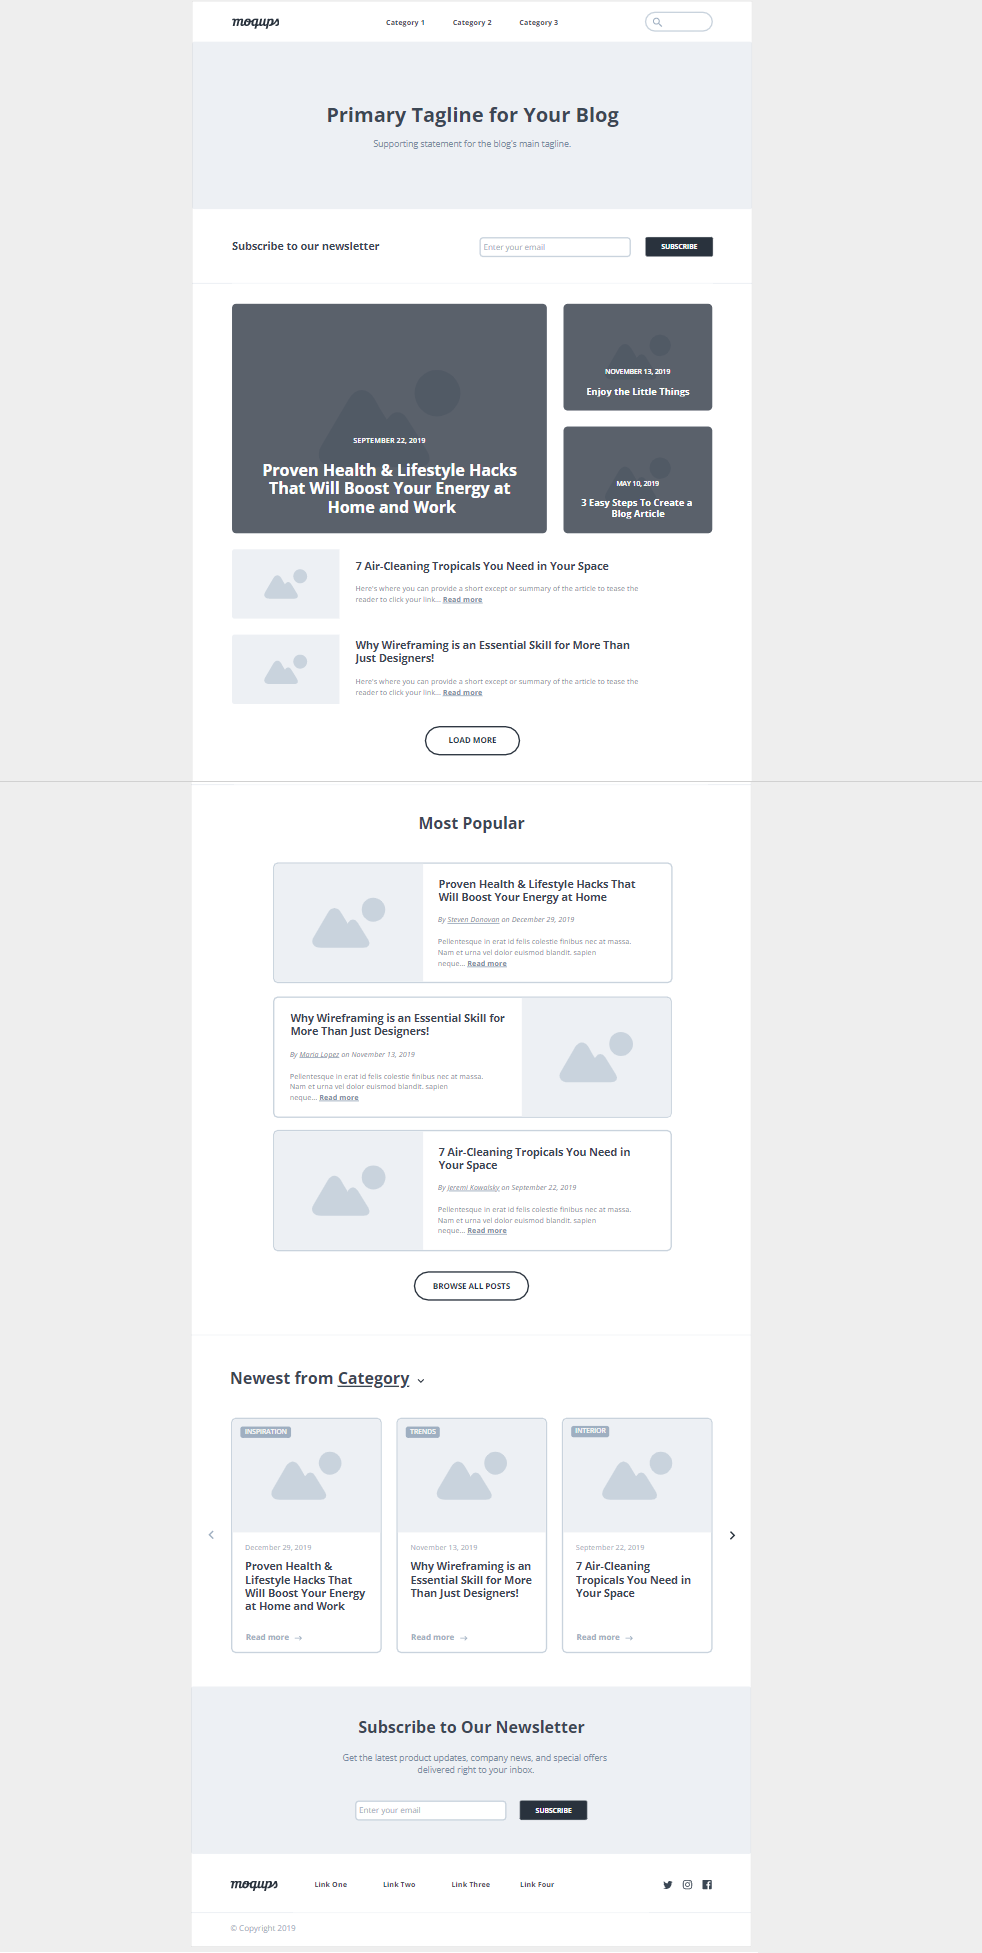 moqups
Category 1
Category 2
Category 3
Primary Tagline for Your Blog
Supporting statement for the blog's main tagline.
Subscribe to our newsletter
Enter your email
SUBSCRIBE
SEPTEMBER 22, 2019
Proven Health & Lifestyle Hacks
That Will Boost Your Energy at
Home and Work
NOVEMBER 13, 2019
Enjoy the Little Things
MAY 10, 2019
3 Easy Steps To Create a
Blog Article
7 Air-Cleaning Tropicals You Need in Your Space
Here's where you can provide a short except or summary of the article to tease the
reader to click your link... Read more
Why Wireframing is an Essential Skill for More Than
Just Designers!
Here's where you can provide a short except or summary of the article to tease the
reader to click your link... Read more
LOAD MORE
Most Popular
Proven Health & Lifestyle Hacks That
Will Boost Your Energy at Home
By Steven Donovan on December 29, 2019
Pellentesque in erat id felis colestie finibus nec at massa.
Nam et urna vel dolor euismod blandit. sapien
neque... Read more
Why Wireframing is an Essential Skill for
More Than Just Designers!
By Maria Lopez on November 13, 2019
Pellentesque in erat id felis colestie finibus nec at massa.
Nam et urna vel dolor euismod blandit. sapien
neque... Read more
7 Air-Cleaning Tropicals You Need in
Your Space
By Jeremi Kowalsky on September 22, 2019
Pellentesque in erat id felis colestie finibus nec at massa.
Nam et urna vel dolor euismod blandit. sapien
neque... Read more
BROWSE ALL POSTS
Newest from Category
INSPIRATION
December 29, 2019
Proven Health &
Lifestyle Hacks That
Will Boost Your Energy
at Home and Work
Read more →
TRENDS
November 13, 2019
Why Wireframing is an
Essential Skill for More
Than Just Designers!
Read more →
INTERIOR
September 22, 2019
7 Air-Cleaning
Tropicals You Need in
Your Space
Read more →
Subscribe to Our Newsletter
Get the latest product updates, company news, and special offers
delivered right to your inbox.
Enter your email
SUBSCRIBE
moqups
Link One
Link Two
Link Three
Link Four
© Copyright 2019